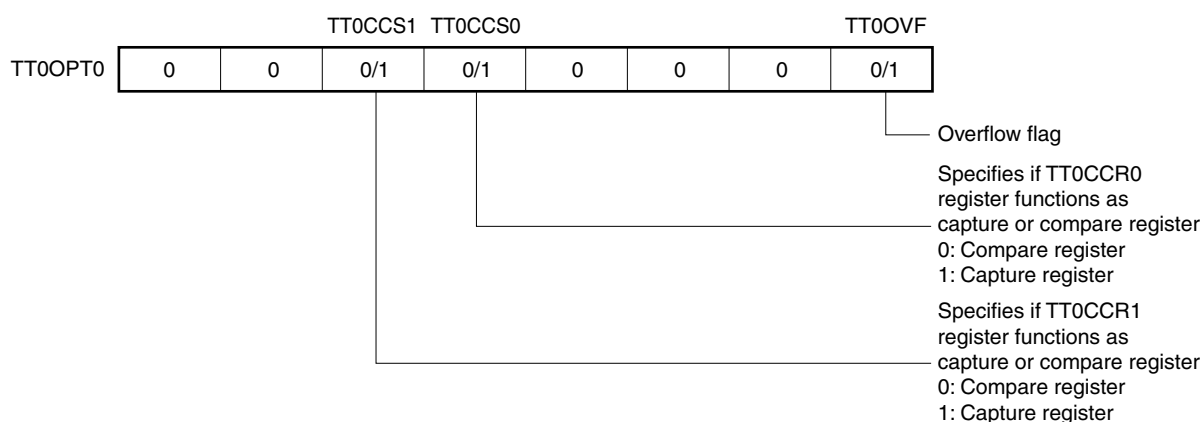 TT0CCS1 TT0CCS0 TT0OVF
TT0OPT0 0 0 0/1 0/1 0 0 0 0/1
Overflow flag
Specifies if TT0CCR0
register functions as
capture or compare register
0: Compare register
1: Capture register
Specifies if TT0CCR1
register functions as
capture or compare register
0: Compare register
1: Capture register